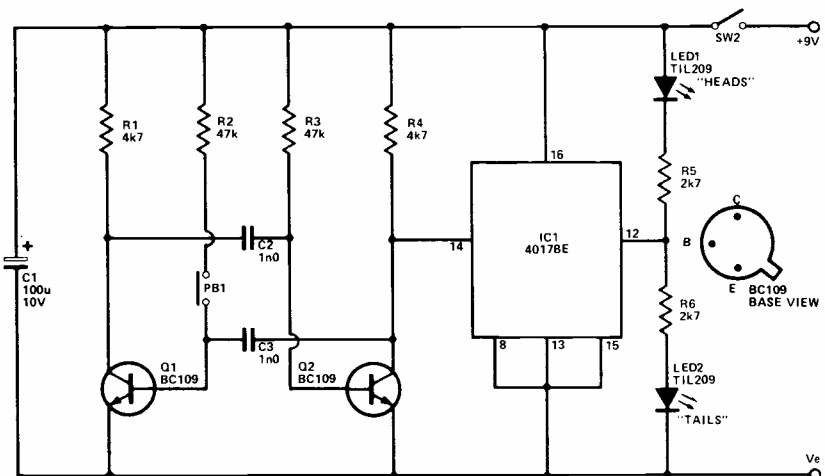 SW2
+9V
LED1
TIL209
"HEADS"
R1
4k7
R2
47k
R3
47k
R4
4k7
16
R5
2k7
C
C2
1n0
14
IC1
4017BE
12
B
+
C1
100u
10V
PB1
E
BC109
BASE VIEW
R6
2k7
C3
1n0
8
13
15
Q1
BC109
Q2
BC109
LED2
TIL209
"TAILS"
Ve